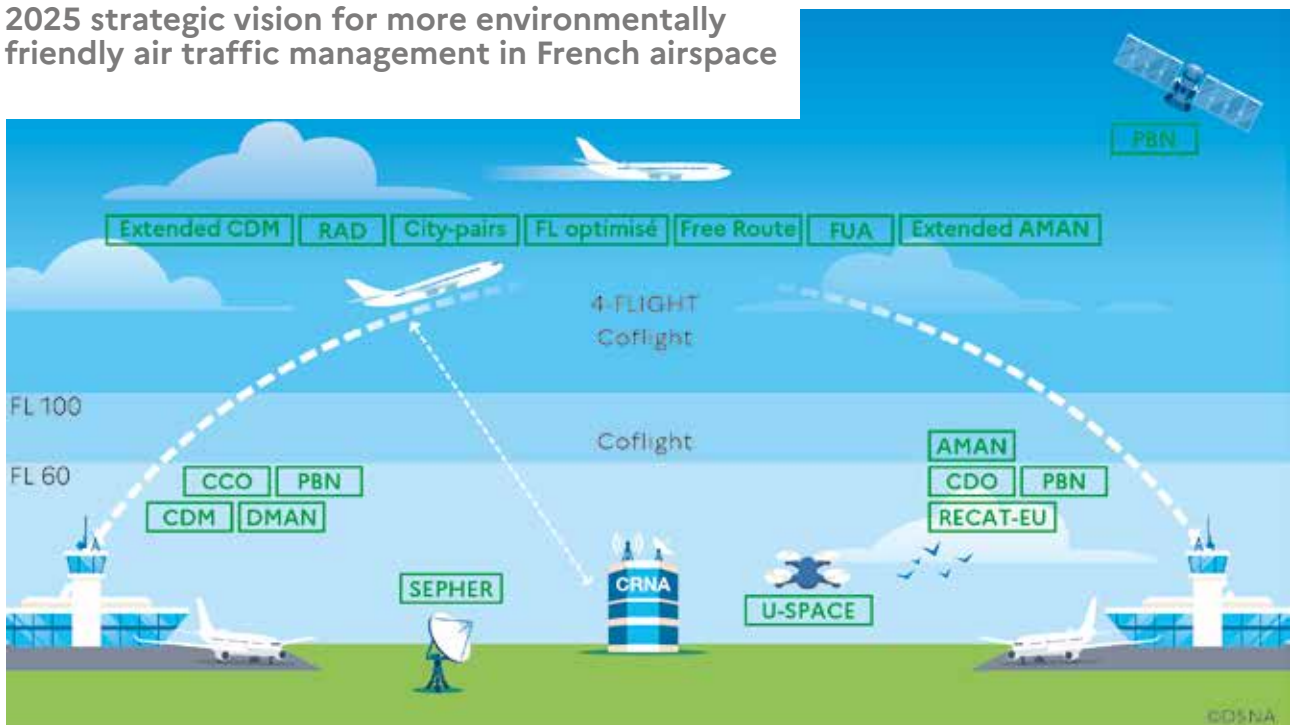 2025 strategic vision for more environmentally
friendly air traffic management in French airspace
PBN
Extended CDM RAD City-pairs FL optimisé Free Route FUA Extended AMAN
4-FLIGHT
Coflight
FL 100
Coflight
AMAN
FL 60
CCO PBN
CDO PBN
CDM DMAN
RECAT-EU
SEPHER
CRNA
U-SPACE
©DSNA